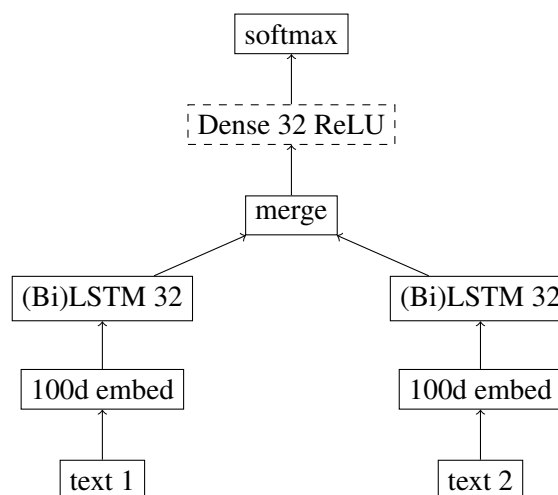 softmax
Dense 32 ReLU
merge
(Bi)LSTM 32
(Bi)LSTM 32
100d embed
100d embed
text 1
text 2